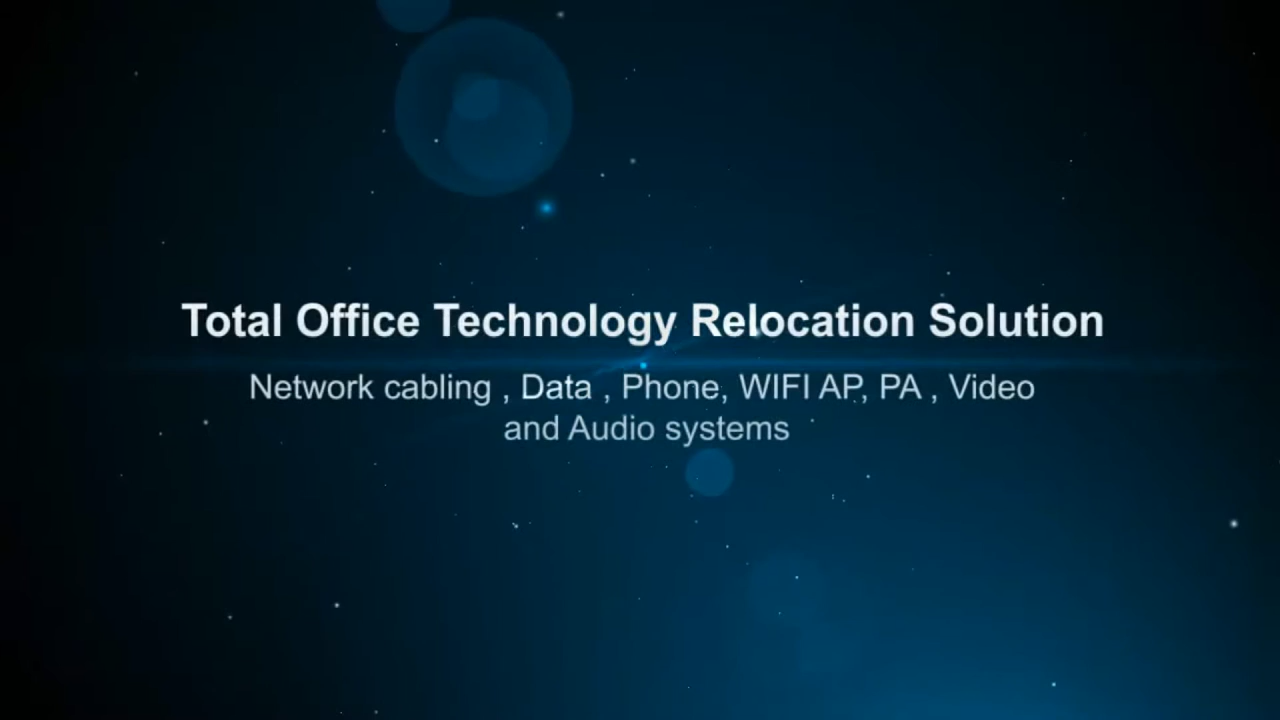 Total Office Technology Relocation Solution
Network cabling , Data , Phone, WIFI AP, PA , Video
and Audio systems